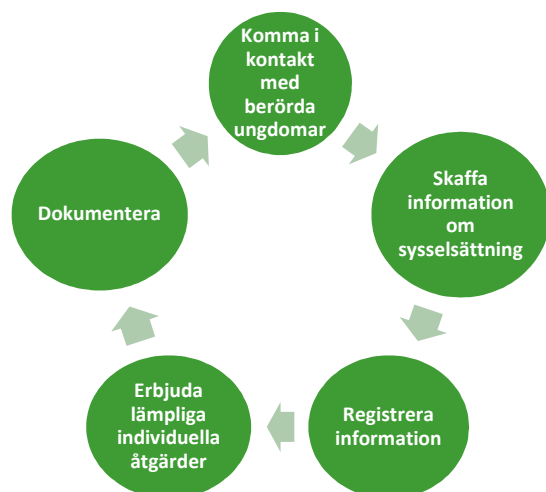 Komma i
kontakt
med
berörda
ungdomar
Skaffa
information
om
sysselsättning
Registrera
information
Erbjuda
lämpliga
individuella
åtgärder
Dokumentera